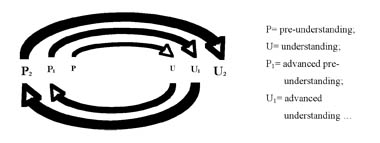 P₂ P₁ P U U₁ U₂
P= pre-understanding;
U= understanding;
P₁= advanced pre-
understanding;
U₁= advanced
understanding …